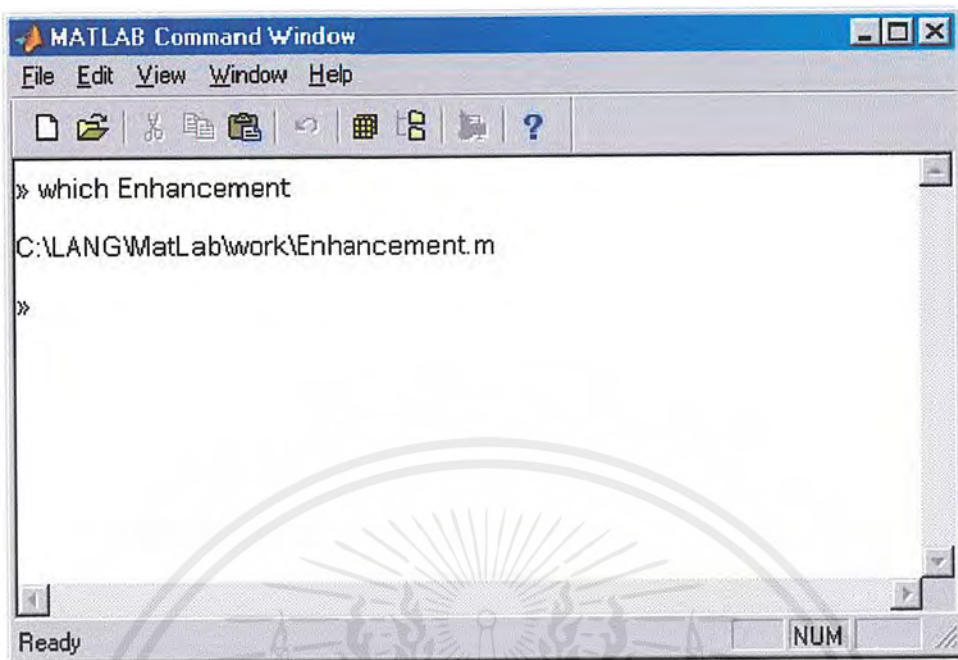 MATLAB Command Window
File Edit View Window Help
?
» which Enhancement
C:\LANG\MatLab\work\Enhancement.m
»
Ready NUM